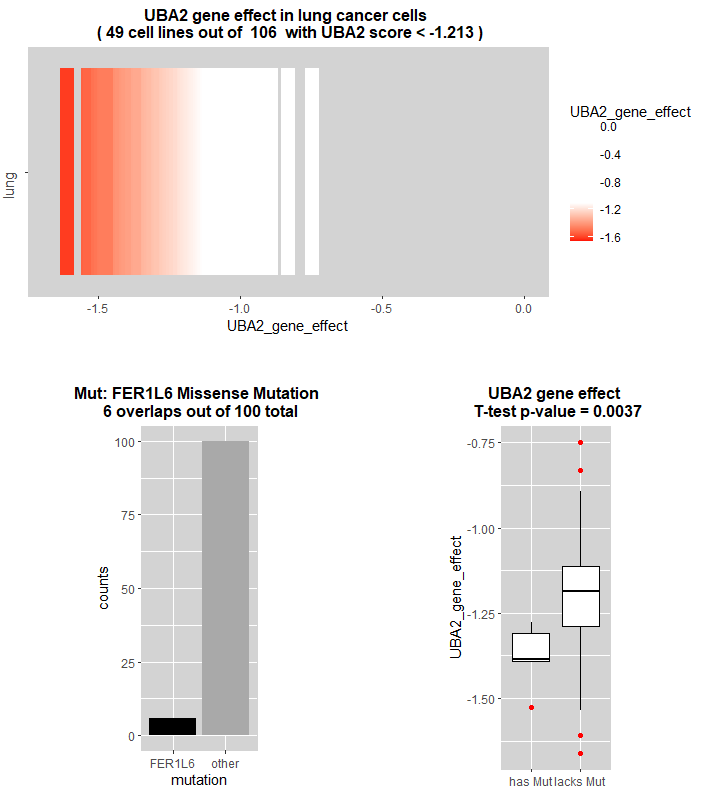 UBA2 gene effect in lung cancer cells
( 49 cell lines out of  106  with UBA2 score < -1.213 )
lung
-1.5
-1.0
-0.5
0.0
UBA2_gene_effect
UBA2_gene_effect
0.0
-0.4
-0.8
-1.2
-1.6
Mut: FER1L6 Missense Mutation
6 overlaps out of 100 total
counts
100
75
50
25
0
FER1L6
other
mutation
UBA2 gene effect
T-test p-value = 0.0037
UBA2_gene_effect
-0.75
-1.00
-1.25
-1.50
has Mut
lacks Mut